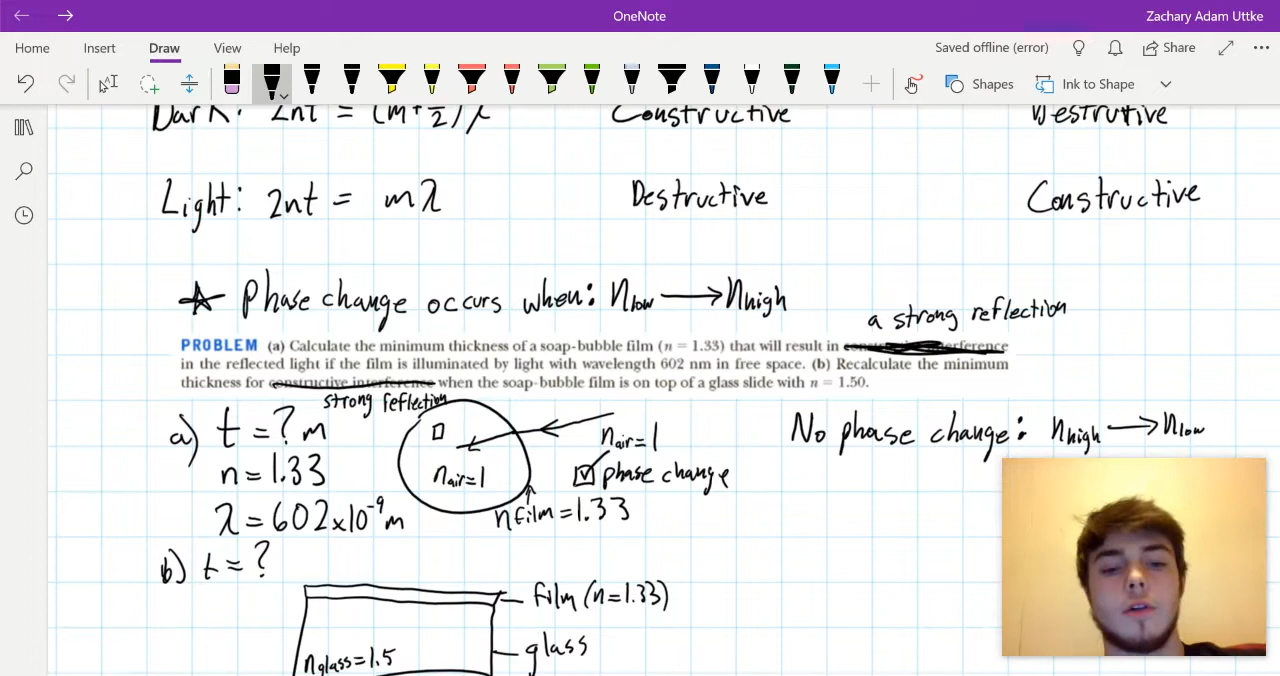 OneNote
Zachary Adam Uttke
Home Insert Draw View Help
Saved offline (error) Share
Shapes Ink to Shape
Dark: 2nt = (m+1/2)λ Constructive Destrutive
Light: 2nt = mλ Destructive Constructive
☆ Phase change occurs when: nlow → nhigh
a strong reflection
PROBLEM (a) Calculate the minimum thickness of a soap-bubble film (n = 1.33) that will result in
in the reflected light if the film is illuminated by light with wavelength 602 nm in free space. (b) Recalculate the minimum
thickness for constructive interference when the soap-bubble film is on top of a glass slide with n = 1.50.
strong reflection
a) t = ? m
n = 1.33
λ = 602x10⁻⁹ m
nair=1
nair=1
☑ phase change
nfilm = 1.33
No phase change: nhigh → nlow
b) t = ?
film (n=1.33)
glass
nglass=1.5